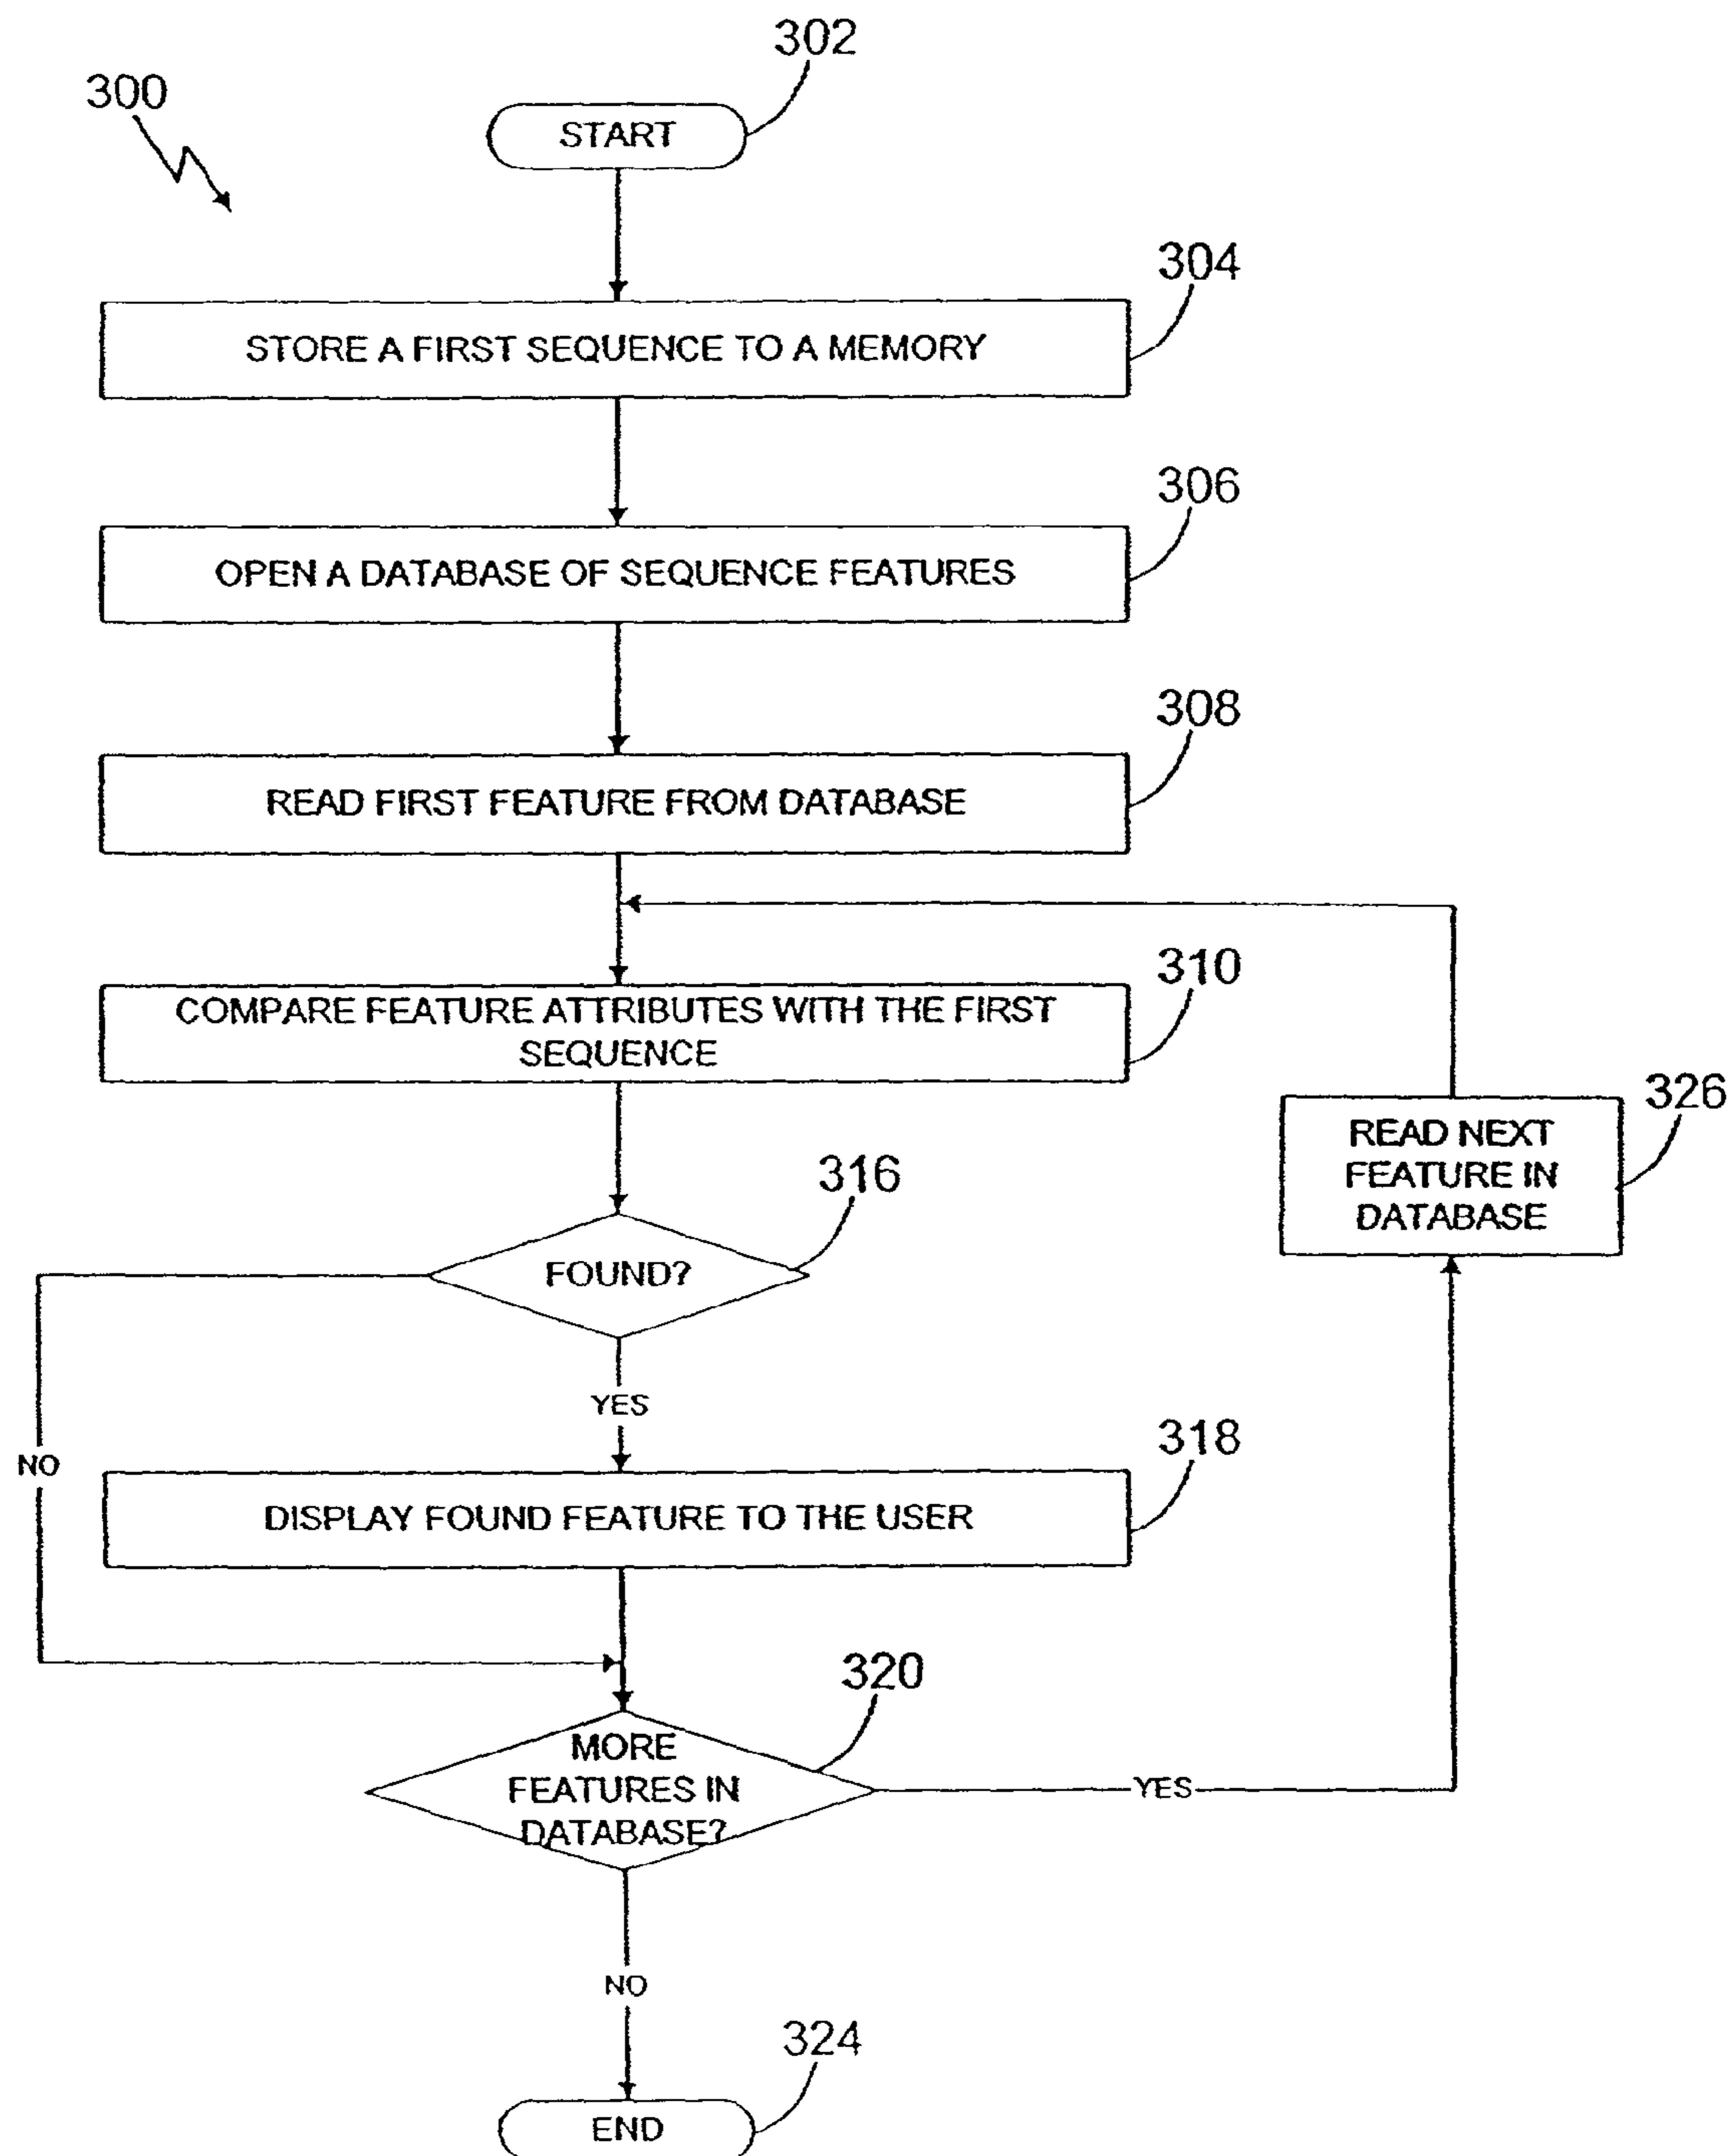 302
300
START
304
STORE A FIRST SEQUENCE TO A MEMORY
306
OPEN A DATABASE OF SEQUENCE FEATURES
308
READ FIRST FEATURE FROM DATABASE
310
COMPARE FEATURE ATTRIBUTES WITH THE FIRST
SEQUENCE
326
READ NEXT
FEATURE IN
DATABASE
316
FOUND?
YES
NO
318
DISPLAY FOUND FEATURE TO THE USER
320
MORE
FEATURES IN
DATABASE?
YES
NO
324
END